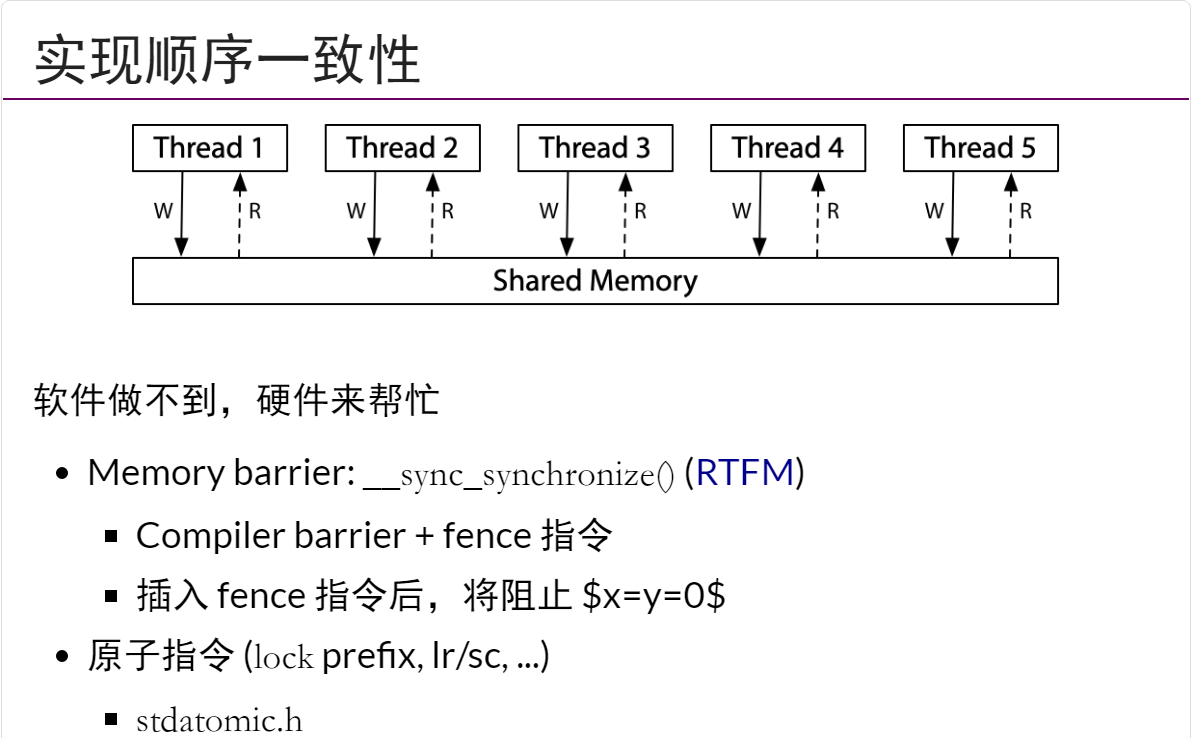 实现顺序一致性
Thread 1 Thread 2 Thread 3 Thread 4 Thread 5
W R W R W R W R W R
Shared Memory
软件做不到，硬件来帮忙
• Memory barrier: __sync_synchronize() (RTFM)
▪ Compiler barrier + fence 指令
▪ 插入 fence 指令后，将阻止 $x=y=0$
• 原子指令 (lock prefix, lr/sc, ...)
▪ stdatomic.h